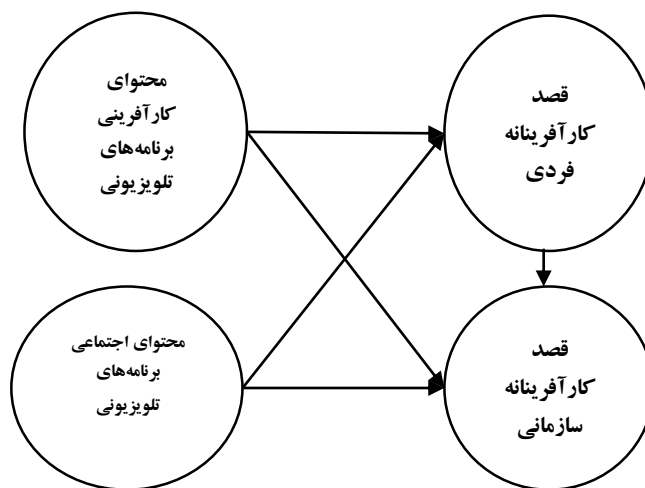 محتوای
کارآفرینی
برنامه‌های
تلویزیونی
قصد
کارآفرینانه
فردی
محتوای اجتماعی
برنامه‌های
تلویزیونی
قصد
کارآفرینانه
سازمانی